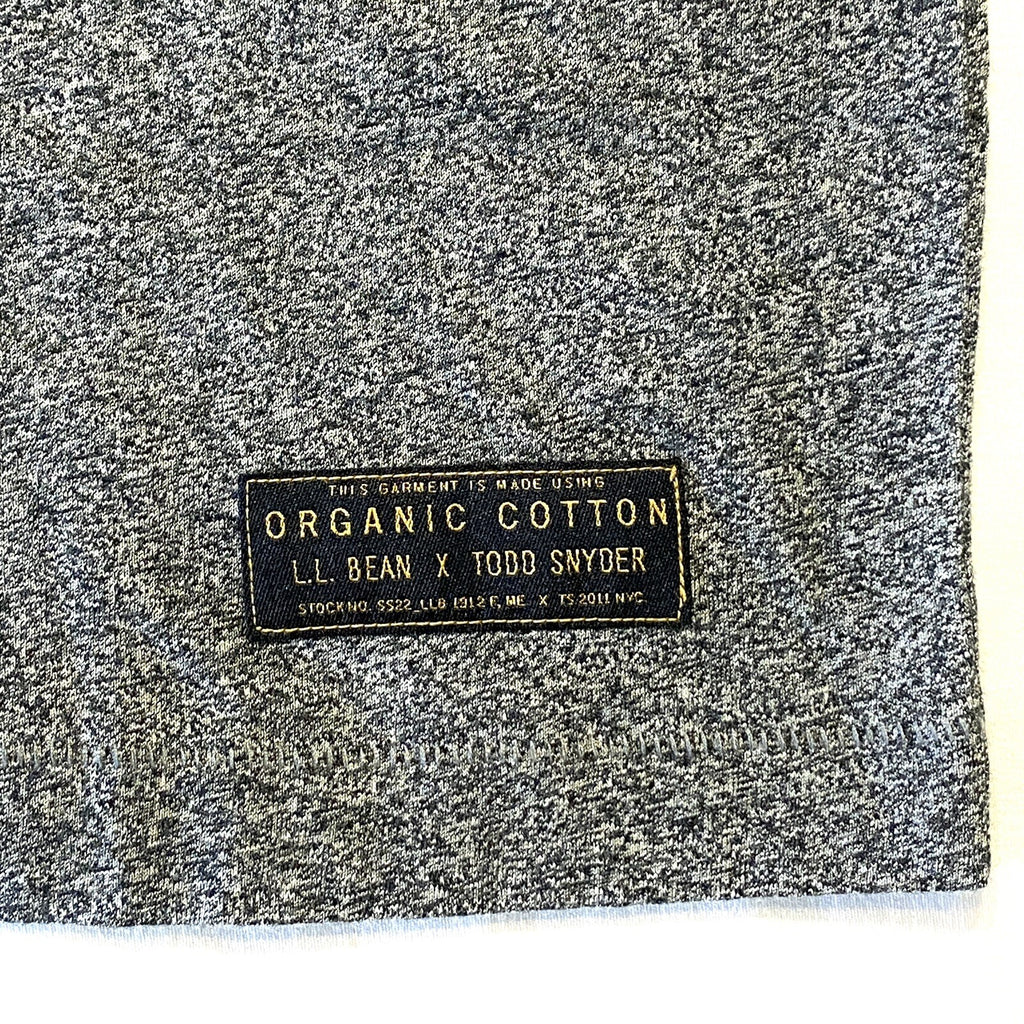 THIS GARMENT IS MADE USING
ORGANIC COTTON
L.L. BEAN X TODD SNYDER
STOCK NO. SS22_LLB 1912 F, ME X TS 2011 NYC